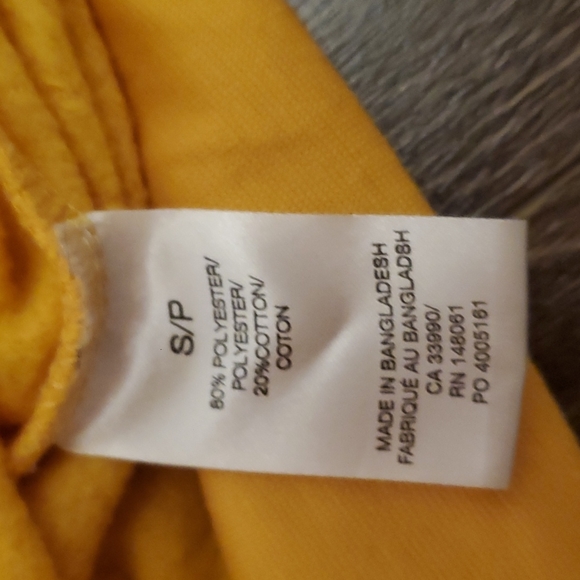 S/P
80% POLYESTER/
POLYESTER/
20%COTTON/
COTON
MADE IN BANGLADESH
FABRIQUÉ AU BANGLADSH
CA 33990/
RN 148061
PO 4005161